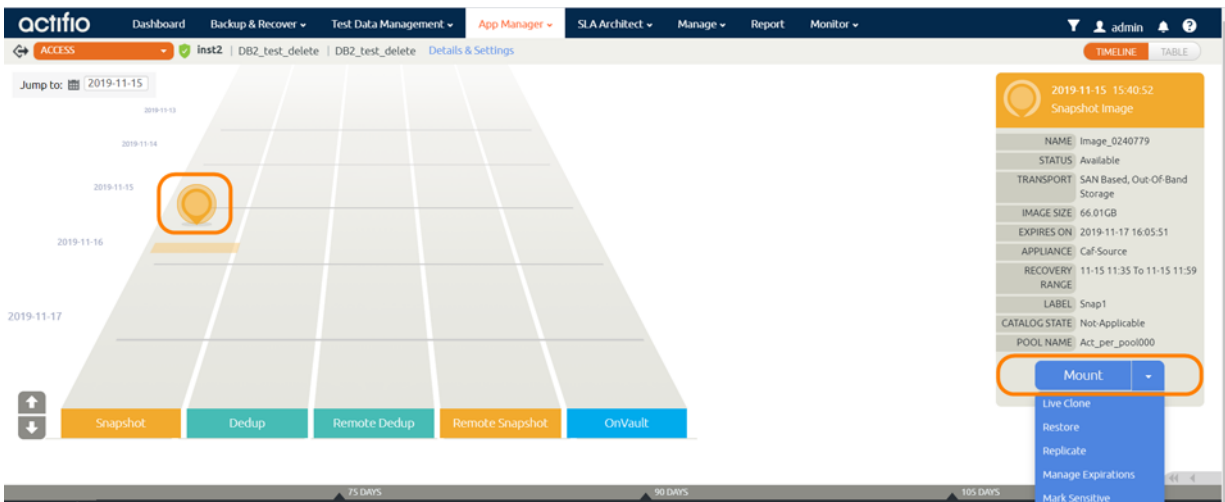 actifio Dashboard Backup & Recover Test Data Management App Manager SLA Architect Manage Report Monitor admin
ACCESS inst2 | DB2_test_delete | DB2_test_delete Details & Settings TIMELINE TABLE
Jump to: 2019-11-15
2019-11-13
2019-11-14
2019-11-15
2019-11-16
2019-11-17
Snapshot Dedup Remote Dedup Remote Snapshot OnVault
2019-11-15 15:40:52
Snapshot Image
NAME Image_0240779
STATUS Available
TRANSPORT SAN Based, Out-Of-Band
Storage
IMAGE SIZE 66.01GB
EXPIRES ON 2019-11-17 16:05:51
APPLIANCE Caf-Source
RECOVERY 11-15 11:35 To 11-15 11:59
RANGE
LABEL Snap1
CATALOG STATE Not-Applicable
POOL NAME Act_per_pool000
Mount
Live Clone
Restore
Replicate
Manage Expirations
Mark Sensitive
75 DAYS 90 DAYS 105 DAYS